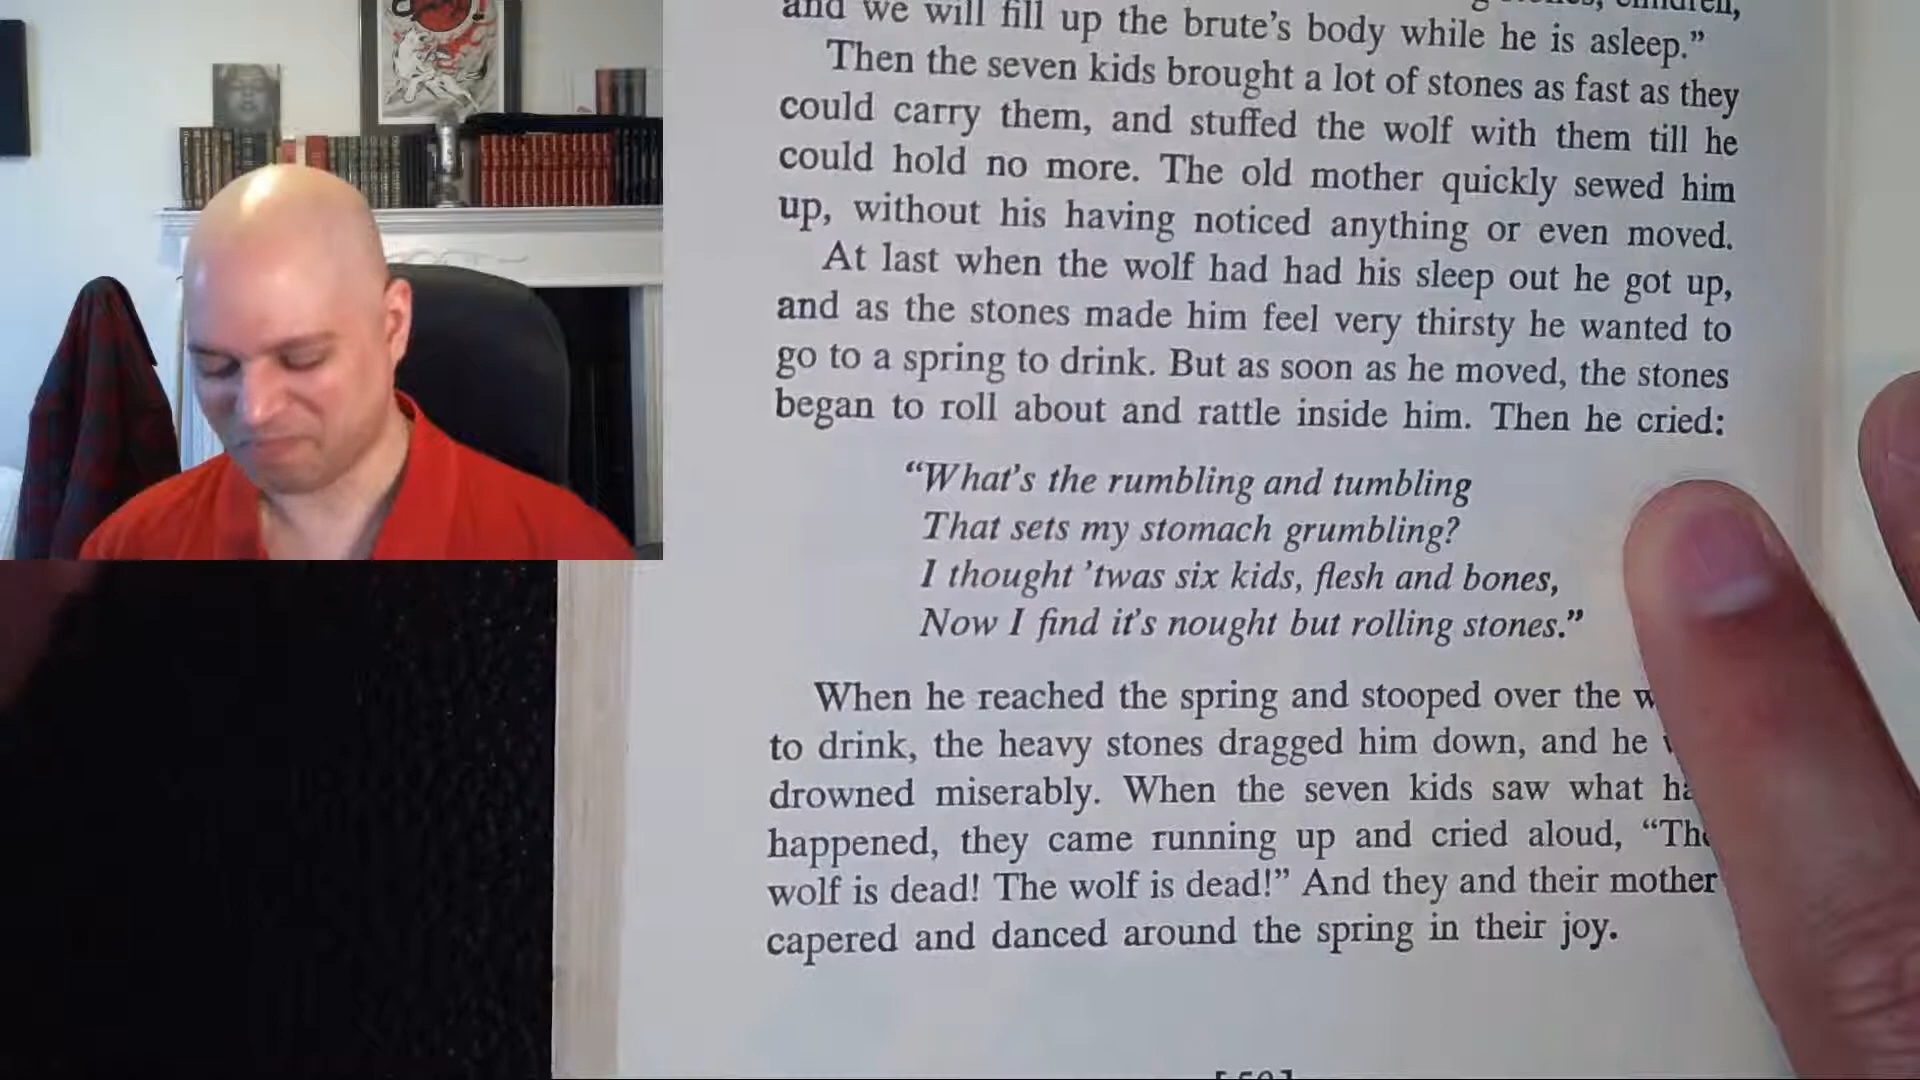 and we will fill up the brute's body while he is asleep.”
Then the seven kids brought a lot of stones as fast as they
could carry them, and stuffed the wolf with them till he
could hold no more. The old mother quickly sewed him
up, without his having noticed anything or even moved.
At last when the wolf had had his sleep out he got up,
and as the stones made him feel very thirsty he wanted to
go to a spring to drink. But as soon as he moved, the stones
began to roll about and rattle inside him. Then he cried:
“What's the rumbling and tumbling
That sets my stomach grumbling?
I thought 'twas six kids, flesh and bones,
Now I find it's nought but rolling stones.”
When he reached the spring and stooped over the
to drink, the heavy stones dragged him down, and he
drowned miserably. When the seven kids saw what
happened, they came running up and cried aloud, “The
wolf is dead! The wolf is dead!” And they and their mother
capered and danced around the spring in their joy.